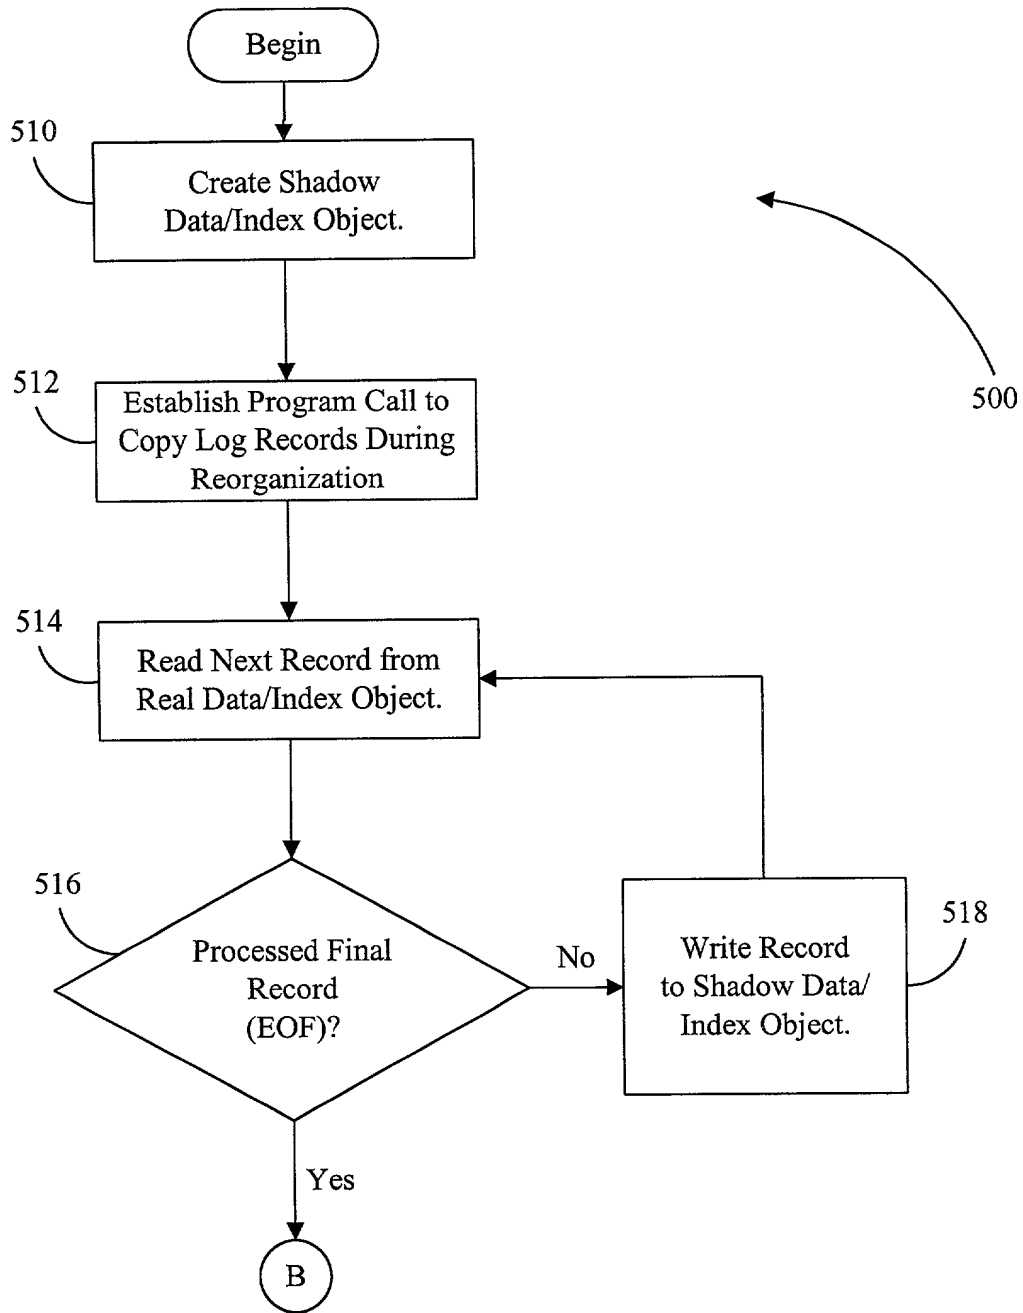 Begin
510
Create Shadow
Data/Index Object.
500
512
Establish Program Call to
Copy Log Records During
Reorganization
514
Read Next Record from
Real Data/Index Object.
516
Processed Final
Record
(EOF)?
No
518
Write Record
to Shadow Data/
Index Object.
Yes
B